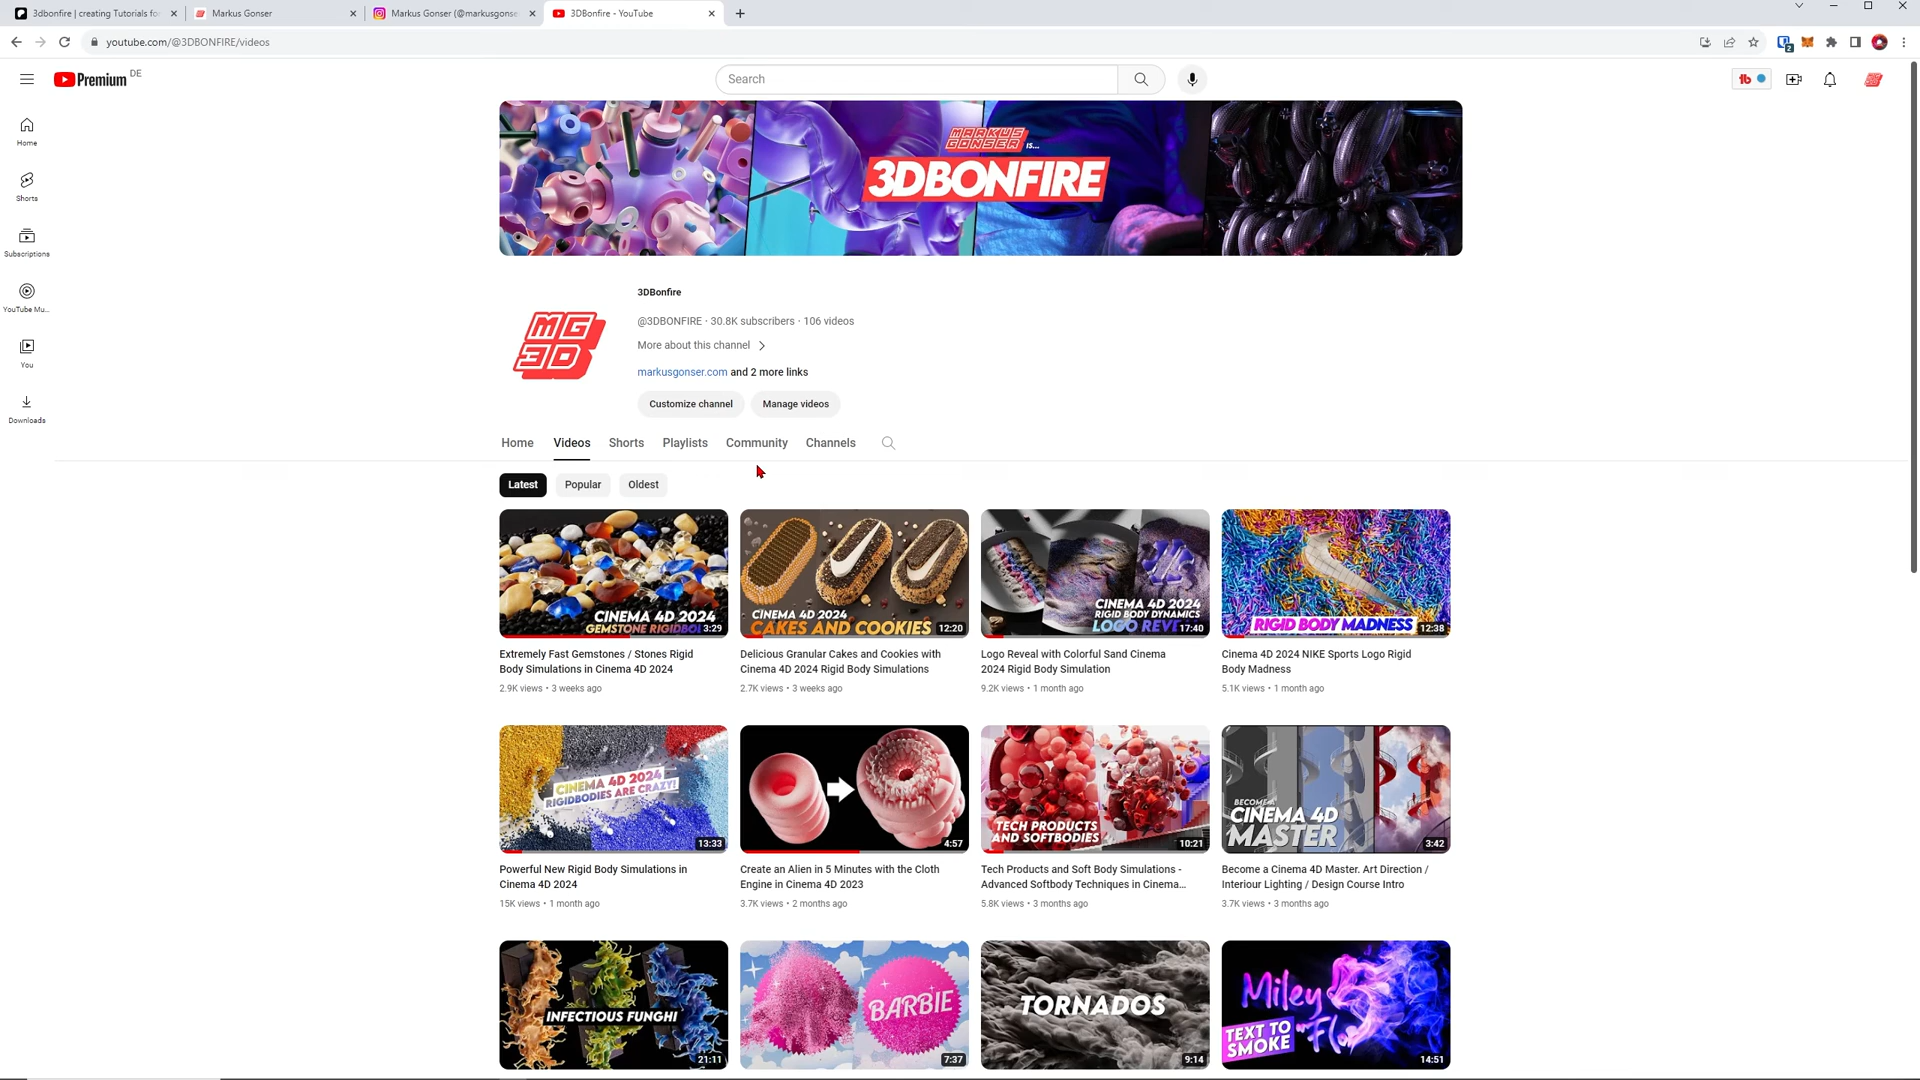 3dbonfire | creating Tutorials fo
Markus Gonser
Markus Gonser (@markusgonse
3DBonfire - YouTube
youtube.com/@3DBONFIRE/videos
2
Premium DE
Search
tb
Home
Shorts
Subscriptions
YouTube Mu...
You
Downloads
MARKUS GONSER IS...
3DBONFIRE
MG
3D
3DBonfire
@3DBONFIRE · 30.8K subscribers · 106 videos
More about this channel
markusgonser.com and 2 more links
Customize channel Manage videos
Home Videos Shorts Playlists Community Channels
Latest Popular Oldest
CINEMA 4D 2024
GEMSTONE RIGIDBO
3:29
CINEMA 4D 2024
CAKES AND COOKIES
12:20
CINEMA 4D 2024
RIGID BODY DYNAMICS
LOGO REVE
17:40
RIGID BODY MADNESS
12:38
Extremely Fast Gemstones / Stones Rigid
Body Simulations in Cinema 4D 2024
2.9K views • 3 weeks ago
Delicious Granular Cakes and Cookies with
Cinema 4D 2024 Rigid Body Simulations
2.7K views • 3 weeks ago
Logo Reveal with Colorful Sand Cinema
2024 Rigid Body Simulation
9.2K views • 1 month ago
Cinema 4D 2024 NIKE Sports Logo Rigid
Body Madness
5.1K views • 1 month ago
CINEMA 4D 2024
RIGIDBODIES ARE CRAZY!
13:33
4:57
TECH PRODUCTS
AND SOFTBODIES
10:21
BECOME A
CINEMA 4D
MASTER
3:42
Powerful New Rigid Body Simulations in
Cinema 4D 2024
15K views • 1 month ago
Create an Alien in 5 Minutes with the Cloth
Engine in Cinema 4D 2023
3.7K views • 2 months ago
Tech Products and Soft Body Simulations -
Advanced Softbody Techniques in Cinema...
5.8K views • 3 months ago
Become a Cinema 4D Master. Art Direction /
Interiour Lighting / Design Course Intro
3.7K views • 3 months ago
INFECTIOUS FUNGHI
21:11
BARBIE
7:37
TORNADOS
9:14
Miley
Flo
TEXT TO
SMOKE
14:51